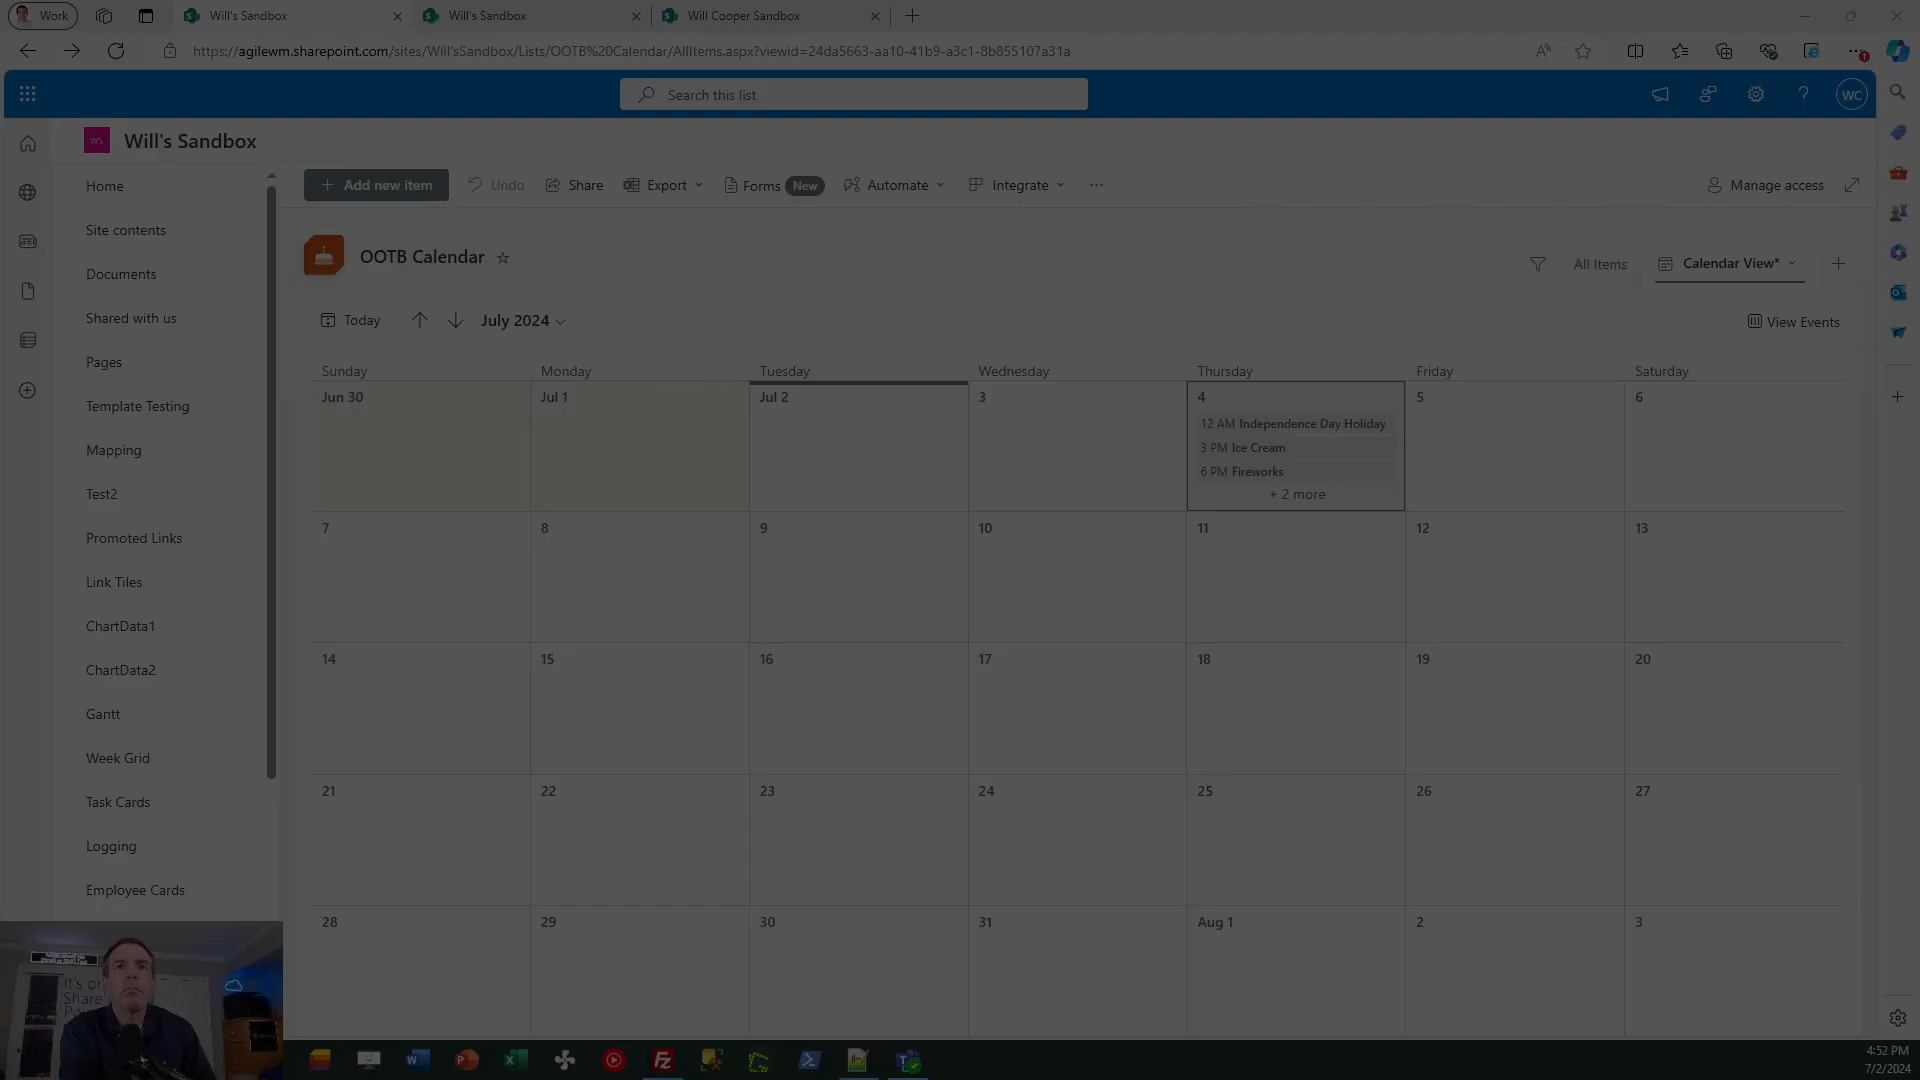 Work
Will's Sandbox
Will's Sandbox
Will Cooper Sandbox
https://agilewm.sharepoint.com/sites/Will'sSandbox/Lists/OOTB%20Calendar/AllItems.aspx?viewid=24da5663-aa10-41b9-a3c1-8b855107a31a
Search this list
WC
WS
Will's Sandbox
Home
Site contents
Documents
Shared with us
Pages
Template Testing
Mapping
Test2
Promoted Links
Link Tiles
ChartData1
ChartData2
Gantt
Week Grid
Task Cards
Logging
Employee Cards
Add new item
Undo
Share
Export
Forms New
Automate
Integrate
Manage access
OOTB Calendar
All Items
Calendar View*
Today
July 2024
View Events
Sunday Monday Tuesday Wednesday Thursday Friday Saturday
Jun 30 Jul 1 Jul 2 3 4 5 6
12 AM Independence Day Holiday
3 PM Ice Cream
6 PM Fireworks
+ 2 more
7 8 9 10 11 12 13
14 15 16 17 18 19 20
21 22 23 24 25 26 27
28 29 30 31 Aug 1 2 3
It's or
Share
4:52 PM
7/2/2024